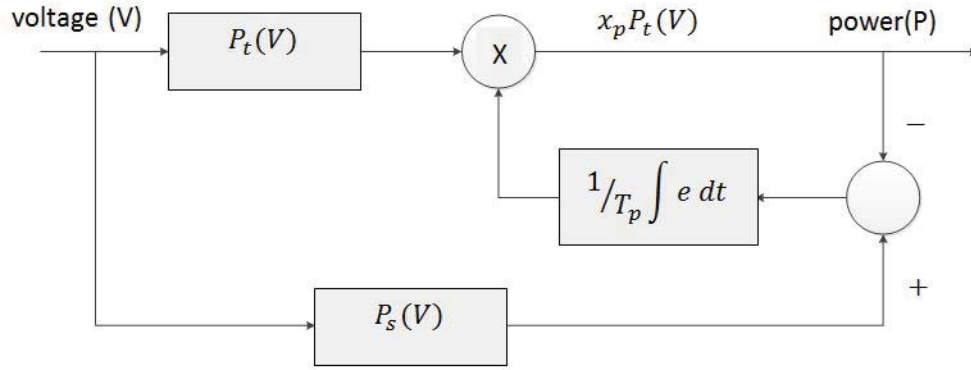 voltage (V)
P_t(V)
X
x_p P_t(V)
power(P)
−
1/T_p ∫ e dt
+
P_s(V)